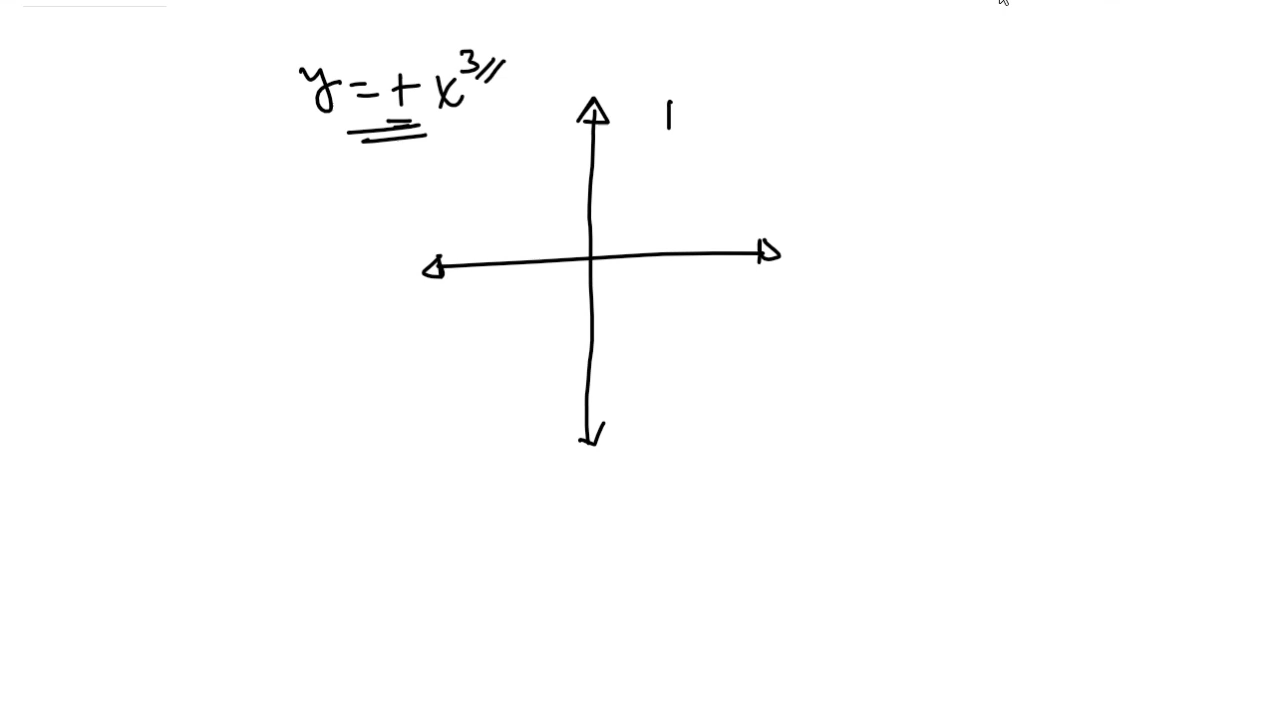 y = + x³